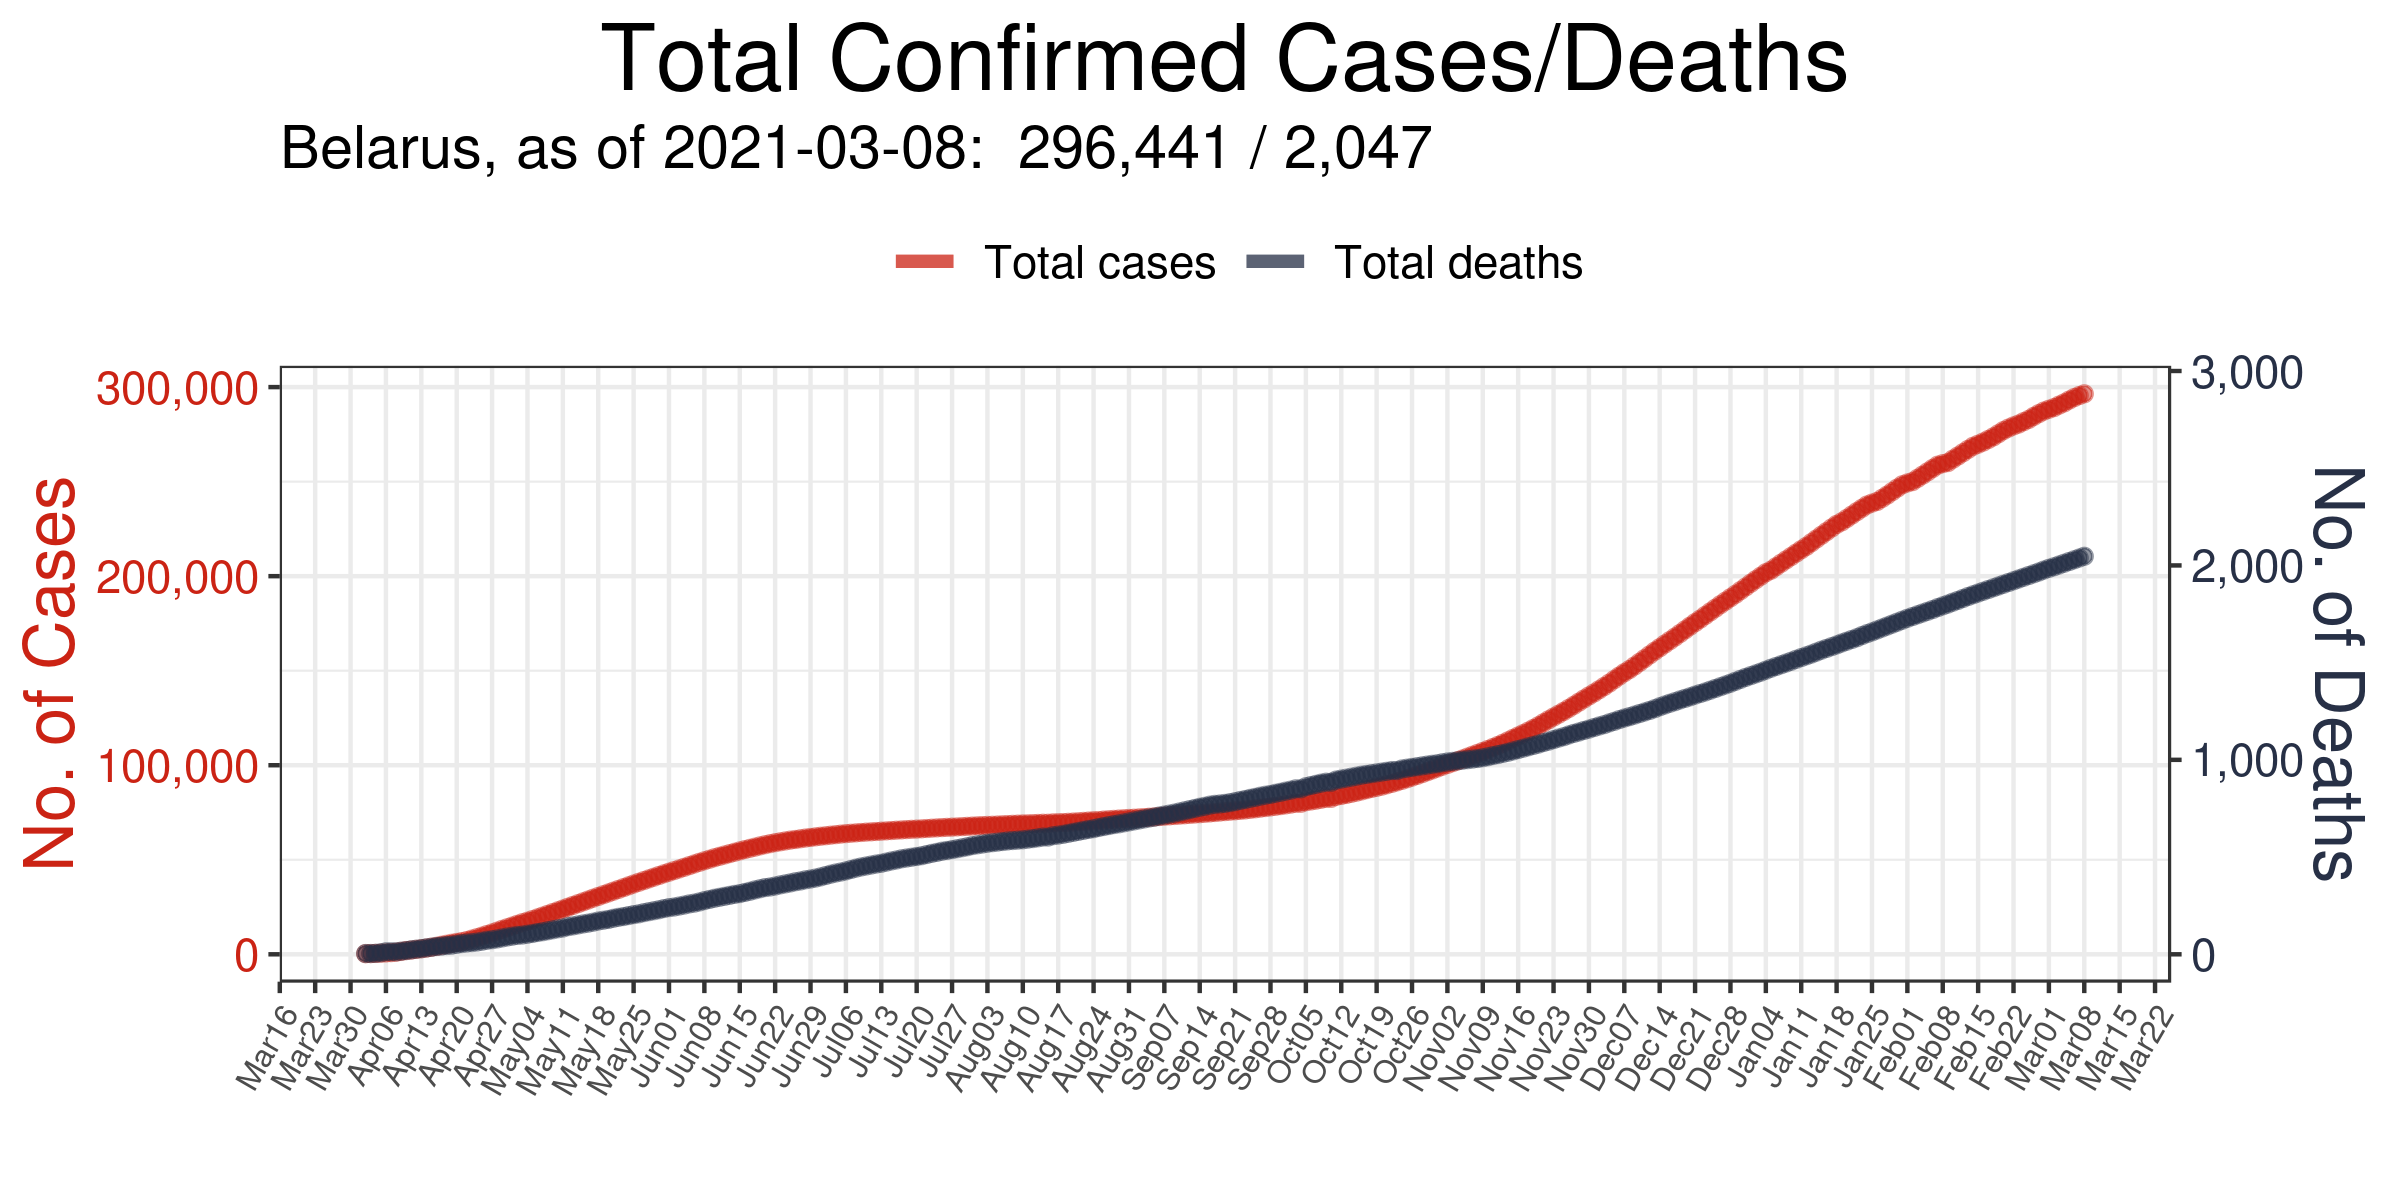 Total Confirmed Cases/Deaths
Belarus, as of 2021-03-08:  296,441 / 2,047
Total cases
Total deaths
No. of Cases
300,000
200,000
100,000
0
3,000
2,000
1,000
0
No. of Deaths
Mar16
Mar23
Mar30
Apr06
Apr13
Apr20
Apr27
May04
May11
May18
May25
Jun01
Jun08
Jun15
Jun22
Jun29
Jul06
Jul13
Jul20
Jul27
Aug03
Aug10
Aug17
Aug24
Aug31
Sep07
Sep14
Sep21
Sep28
Oct05
Oct12
Oct19
Oct26
Nov02
Nov09
Nov16
Nov23
Nov30
Dec07
Dec14
Dec21
Dec28
Jan04
Jan11
Jan18
Jan25
Feb01
Feb08
Feb15
Feb22
Mar01
Mar08
Mar15
Mar22